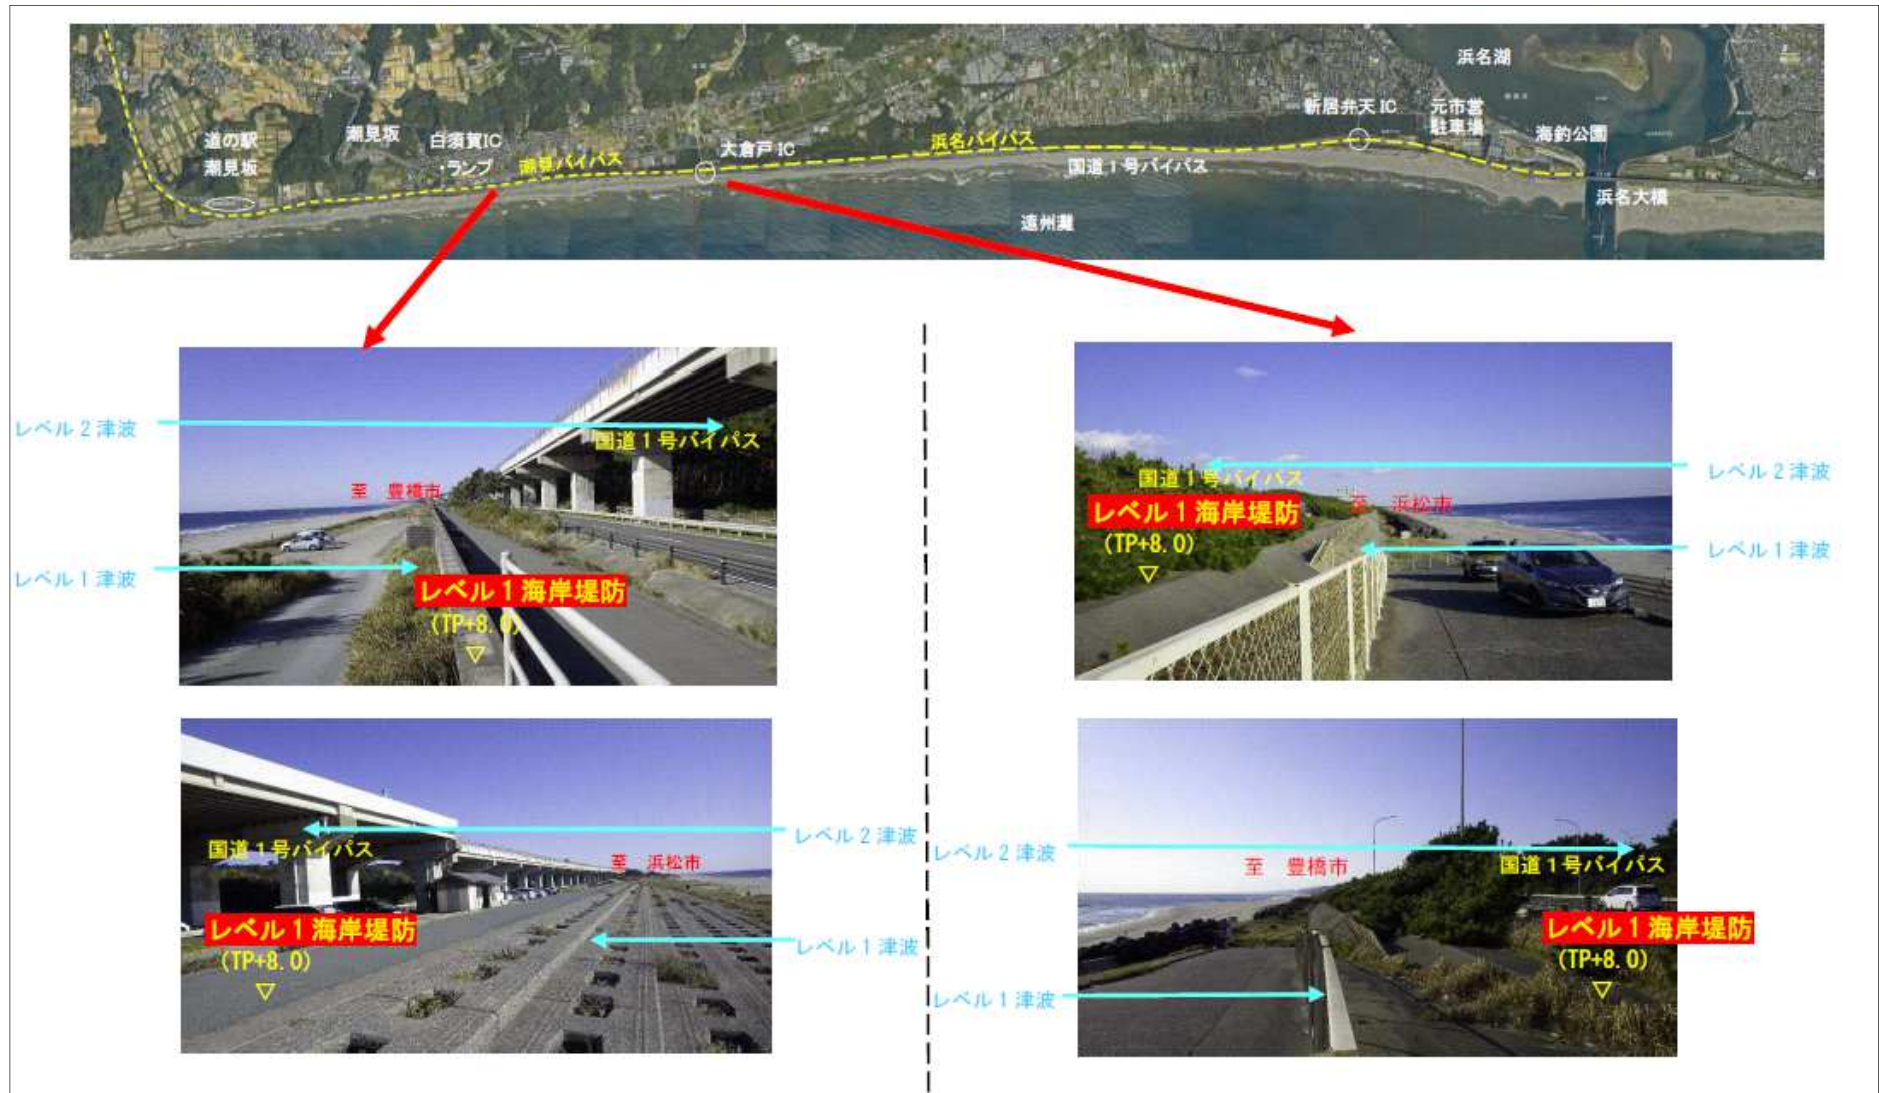 浜名湖
新居弁天 IC
元市営
駐車場
海釣公園
道の駅
潮見坂
潮見坂
白須賀IC
・ランプ
潮見バイパス
大倉戸 IC
浜名バイパス
国道1号バイパス
浜名大橋
遠州灘
レベル2津波
国道1号バイパス
至 豊橋市
レベル1津波
レベル1海岸堤防
(TP+8.0)
▽
レベル2津波
国道1号バイパス
至 浜松市
レベル1海岸堤防
(TP+8.0)
▽
レベル1津波
レベル2津波
国道1号バイパス
至 浜松市
レベル1海岸堤防
(TP+8.0)
▽
レベル1津波
レベル2津波
国道1号バイパス
至 豊橋市
レベル1海岸堤防
(TP+8.0)
▽
レベル1津波